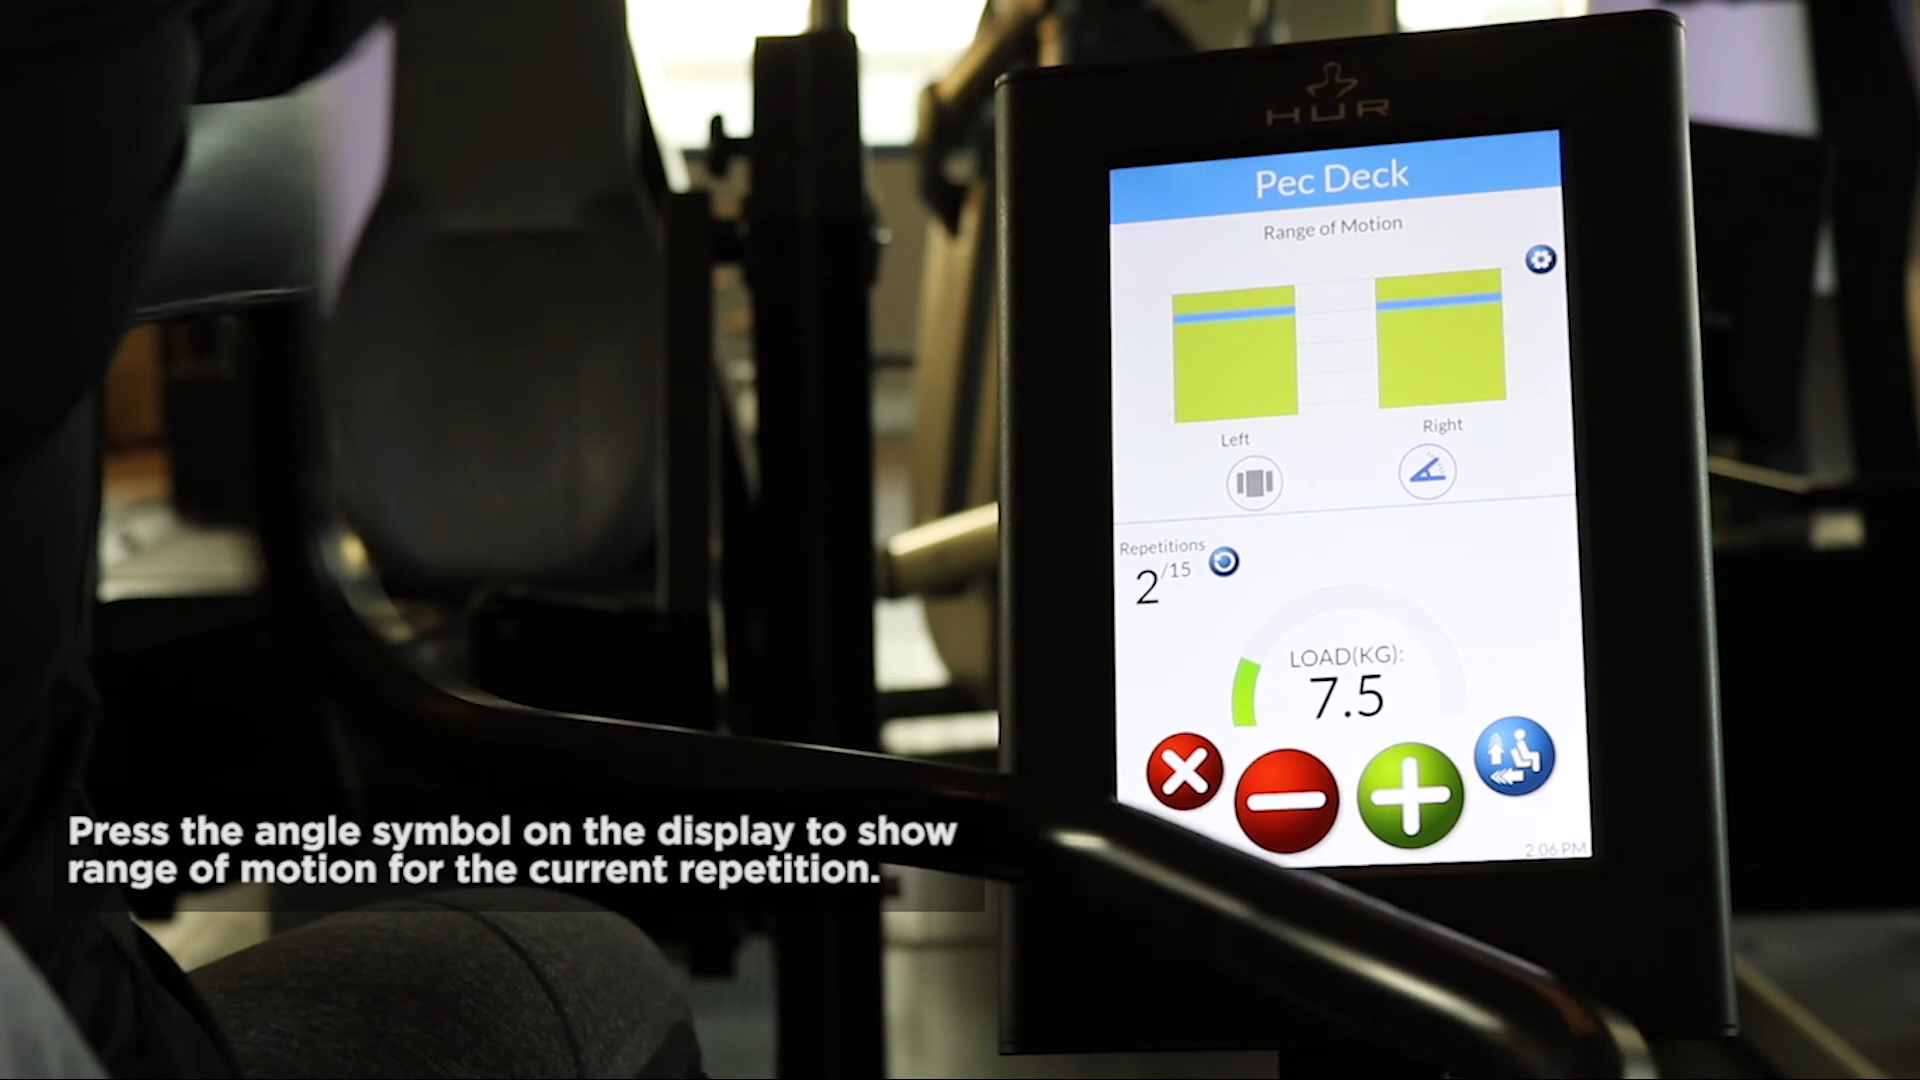 HUR
Pec Deck
Range of Motion
Left
Right
Repetitions
2/15
LOAD(KG):
7.5
2:06 PM
Press the angle symbol on the display to show
range of motion for the current repetition.